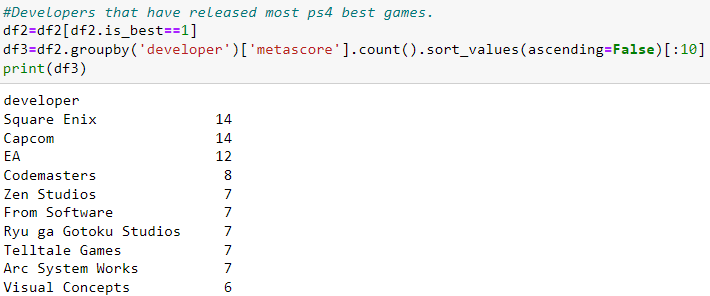 #Developers that have released most ps4 best games.
df2=df2[df2.is_best==1]
df3=df2.groupby('developer')['metascore'].count().sort_values(ascending=False)[:10]
print(df3)
developer
Square Enix 14
Capcom 14
EA 12
Codemasters 8
Zen Studios 7
From Software 7
Ryu ga Gotoku Studios 7
Telltale Games 7
Arc System Works 7
Visual Concepts 6